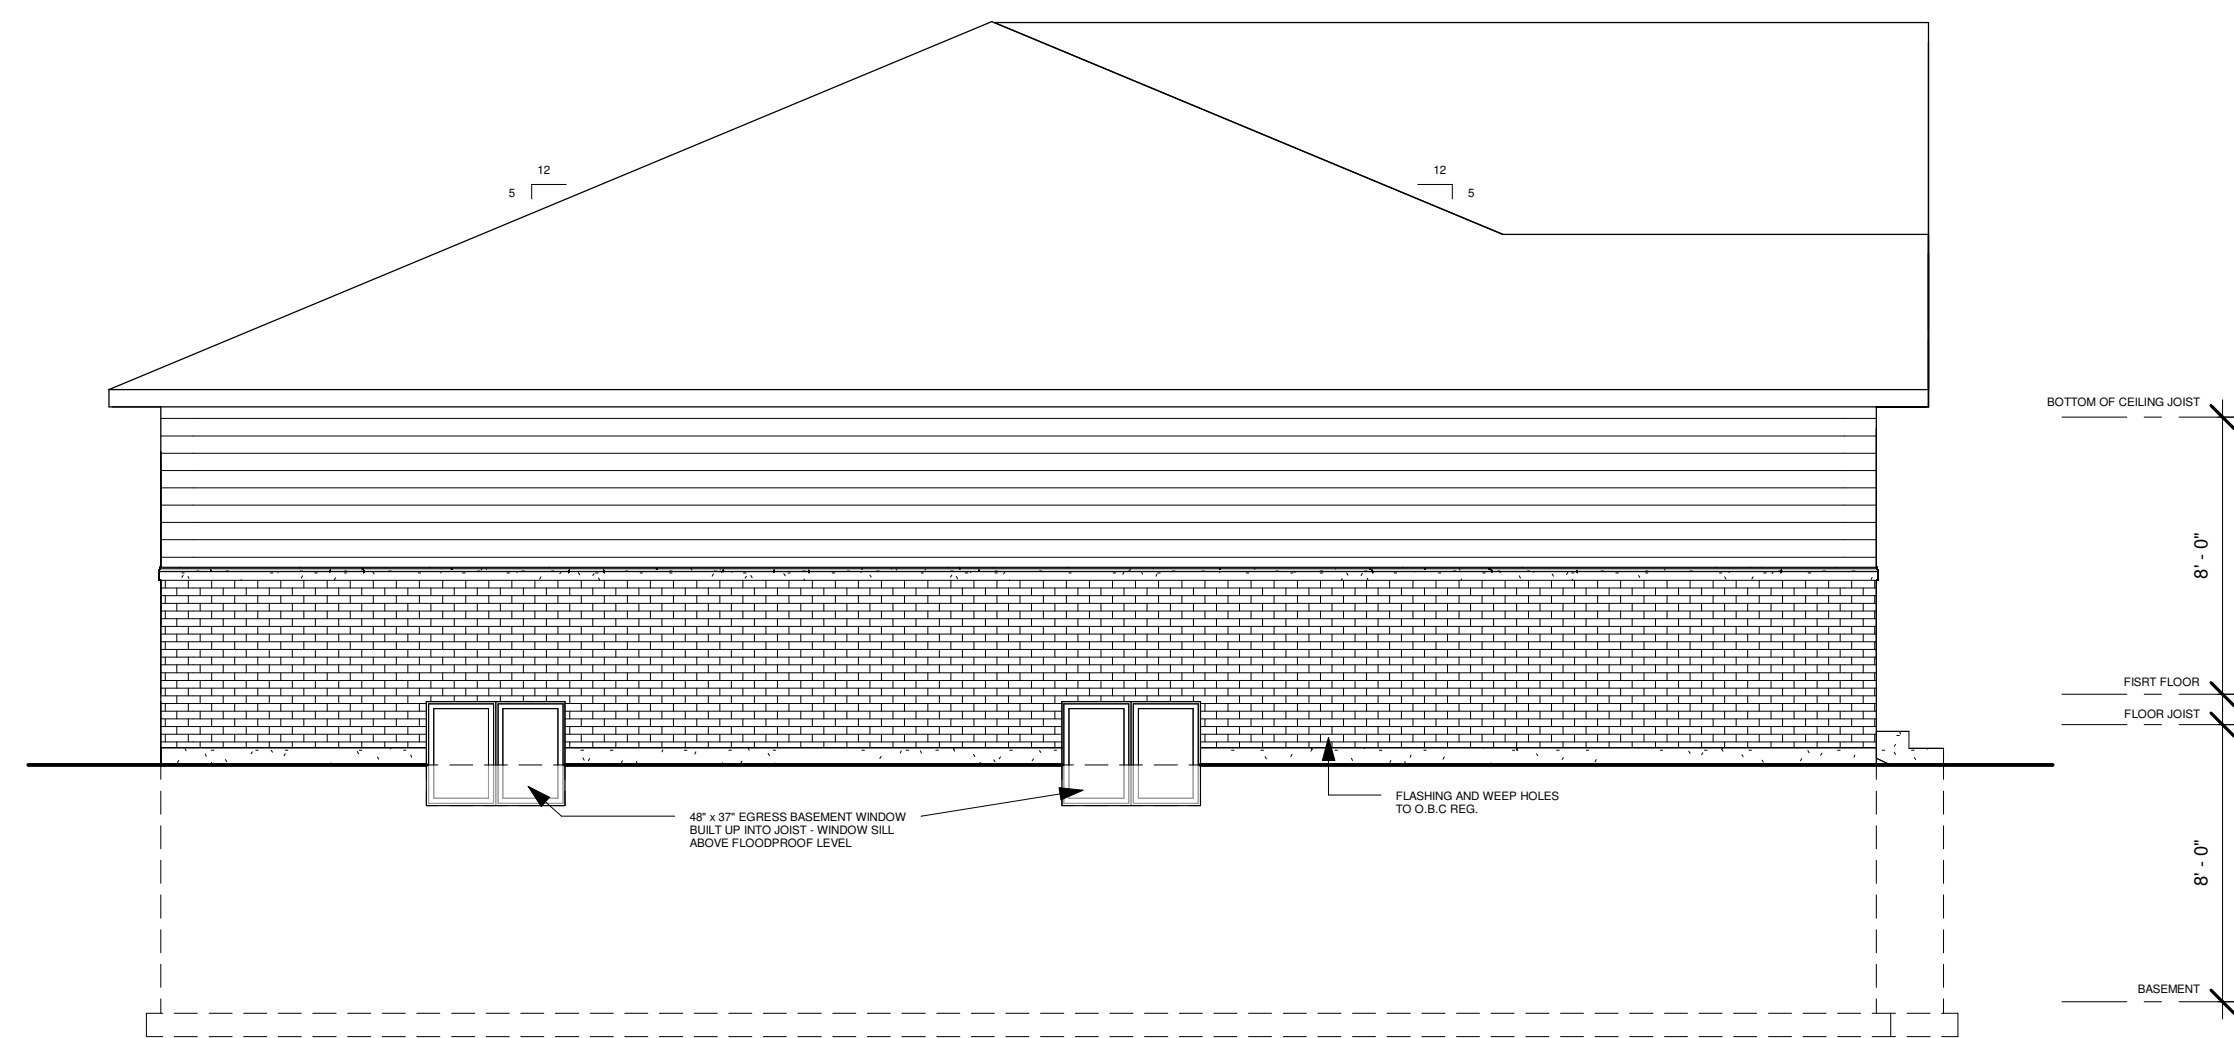 12
5
12
5
BOTTOM OF CEILING JOIST
8' - 0"
FISRT FLOOR
FLOOR JOIST
48" x 37" EGRESS BASEMENT WINDOW
BUILT UP INTO JOIST - WINDOW SILL
ABOVE FLOODPROOF LEVEL
FLASHING AND WEEP HOLES
TO O.B.C REG.
8' - 0"
BASEMENT